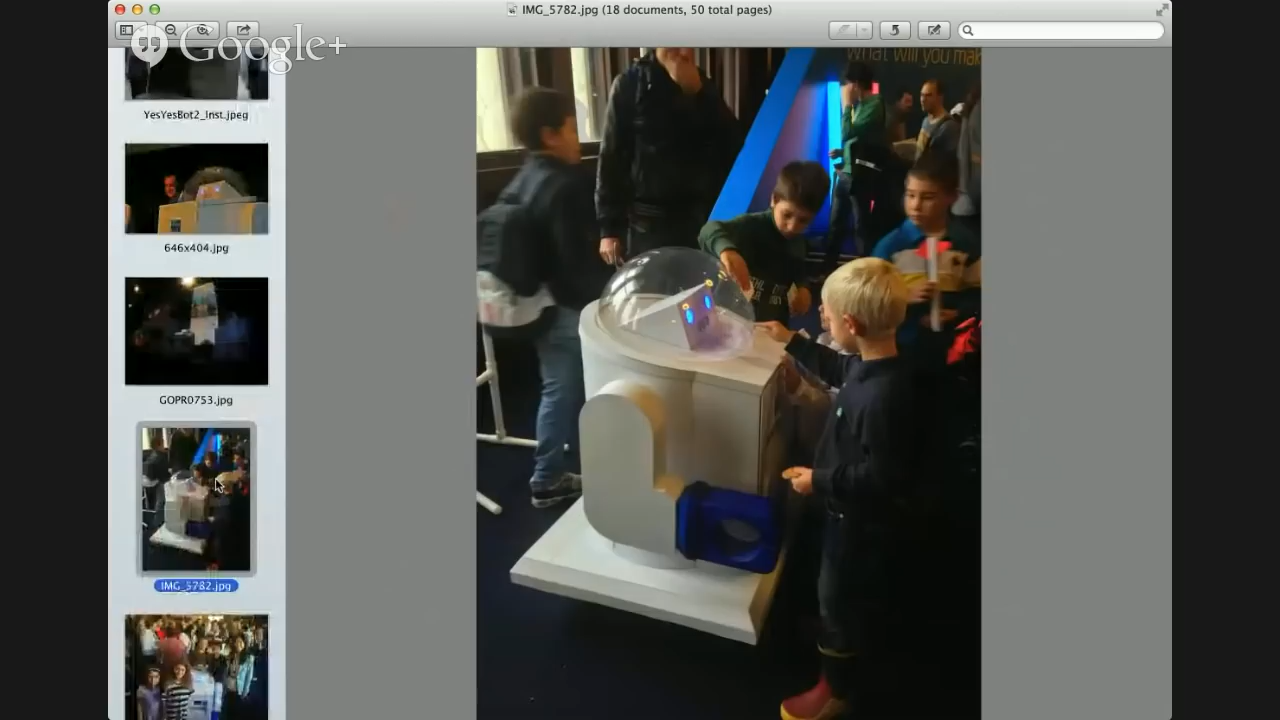 IMG_5782.jpg (18 documents, 50 total pages)
Google+
what will you mak
YesYesBot2_Inst.jpeg
646x404.jpg
GOPR0753.jpg
IMG_5782.jpg